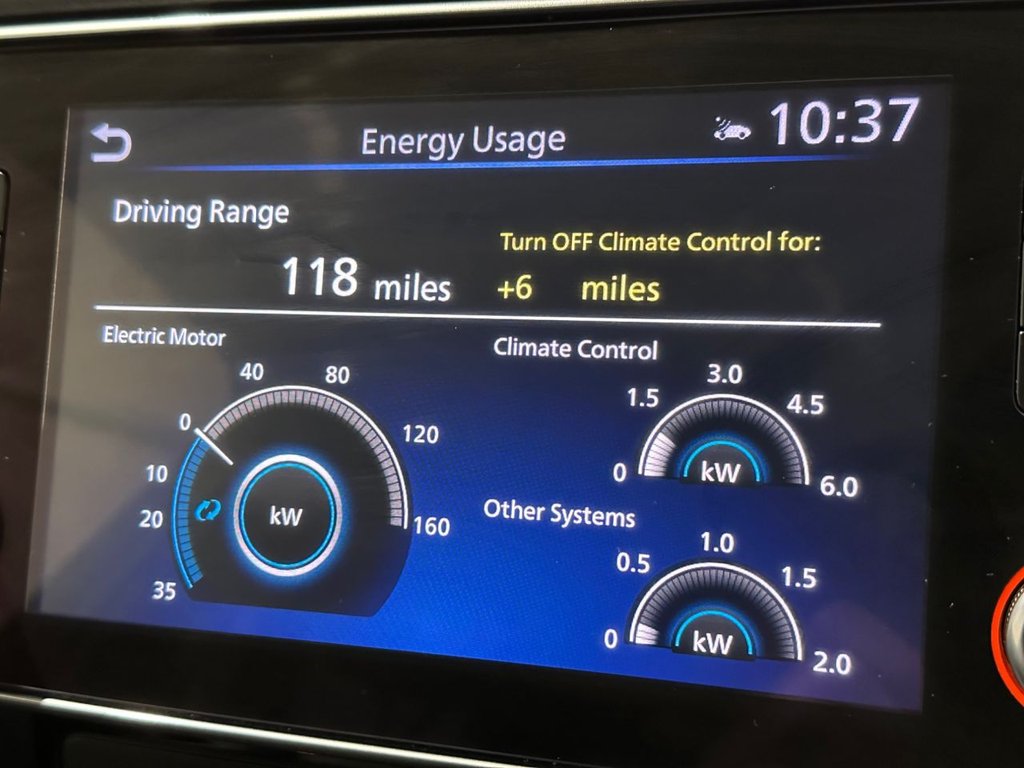 Energy Usage
10:37
Driving Range
118 miles
Turn OFF Climate Control for:
+6 miles
Electric Motor
0
40
80
120
160
10
20
35
kW
Climate Control
0
1.5
3.0
4.5
6.0
kW
Other Systems
0
0.5
1.0
1.5
2.0
kW